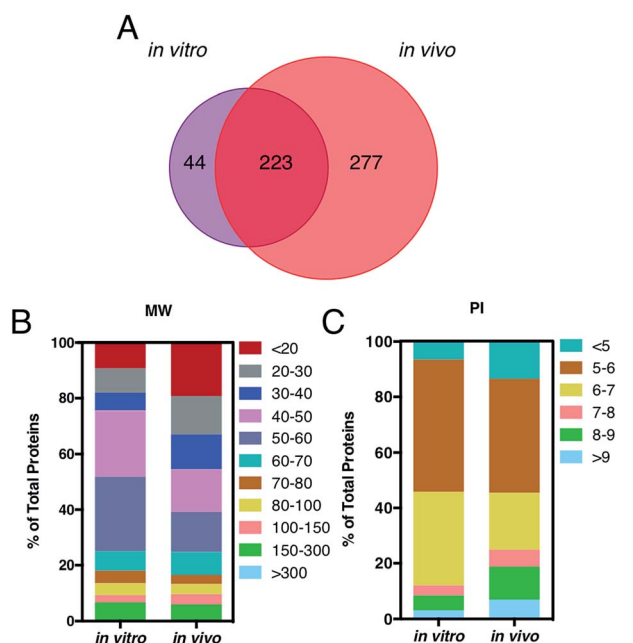 A
in vitro
in vivo
44
223
277
B
MW
% of Total Proteins
100
80
60
40
20
0
in vitro
in vivo
<20
20-30
30-40
40-50
50-60
60-70
70-80
80-100
100-150
150-300
>300
C
PI
% of Total Proteins
100
80
60
40
20
0
in vitro
in vivo
<5
5-6
6-7
7-8
8-9
>9